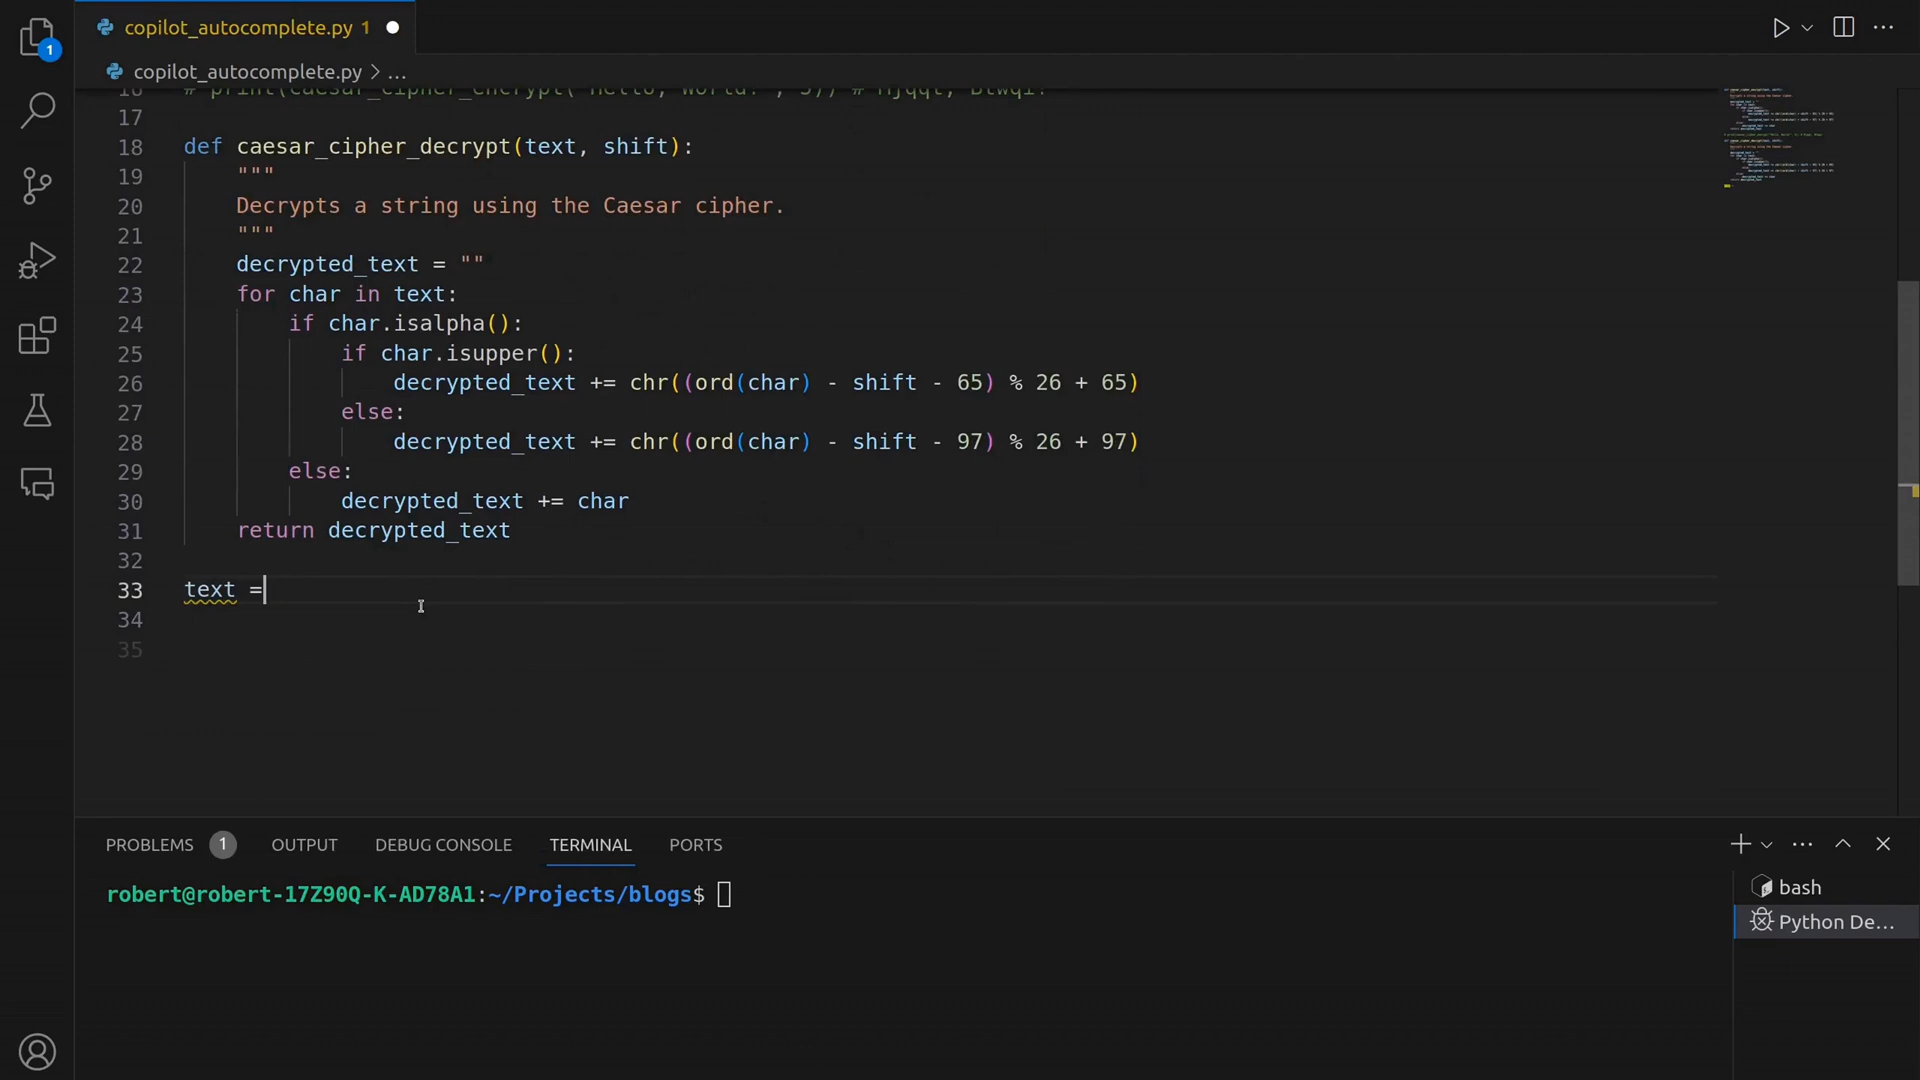 1
copilot_autocomplete.py 1
copilot_autocomplete.py > ...
17
18 def caesar_cipher_decrypt(text, shift):
19 """
20 Decrypts a string using the Caesar cipher.
21 """
22 decrypted_text = ""
23 for char in text:
24 if char.isalpha():
25 if char.isupper():
26 decrypted_text += chr((ord(char) - shift - 65) % 26 + 65)
27 else:
28 decrypted_text += chr((ord(char) - shift - 97) % 26 + 97)
29 else:
30 decrypted_text += char
31 return decrypted_text
32
33 text =
34
35
PROBLEMS 1 OUTPUT DEBUG CONSOLE TERMINAL PORTS
robert@robert-17Z90Q-K-AD78A1:~/Projects/blogs$
bash
Python De...